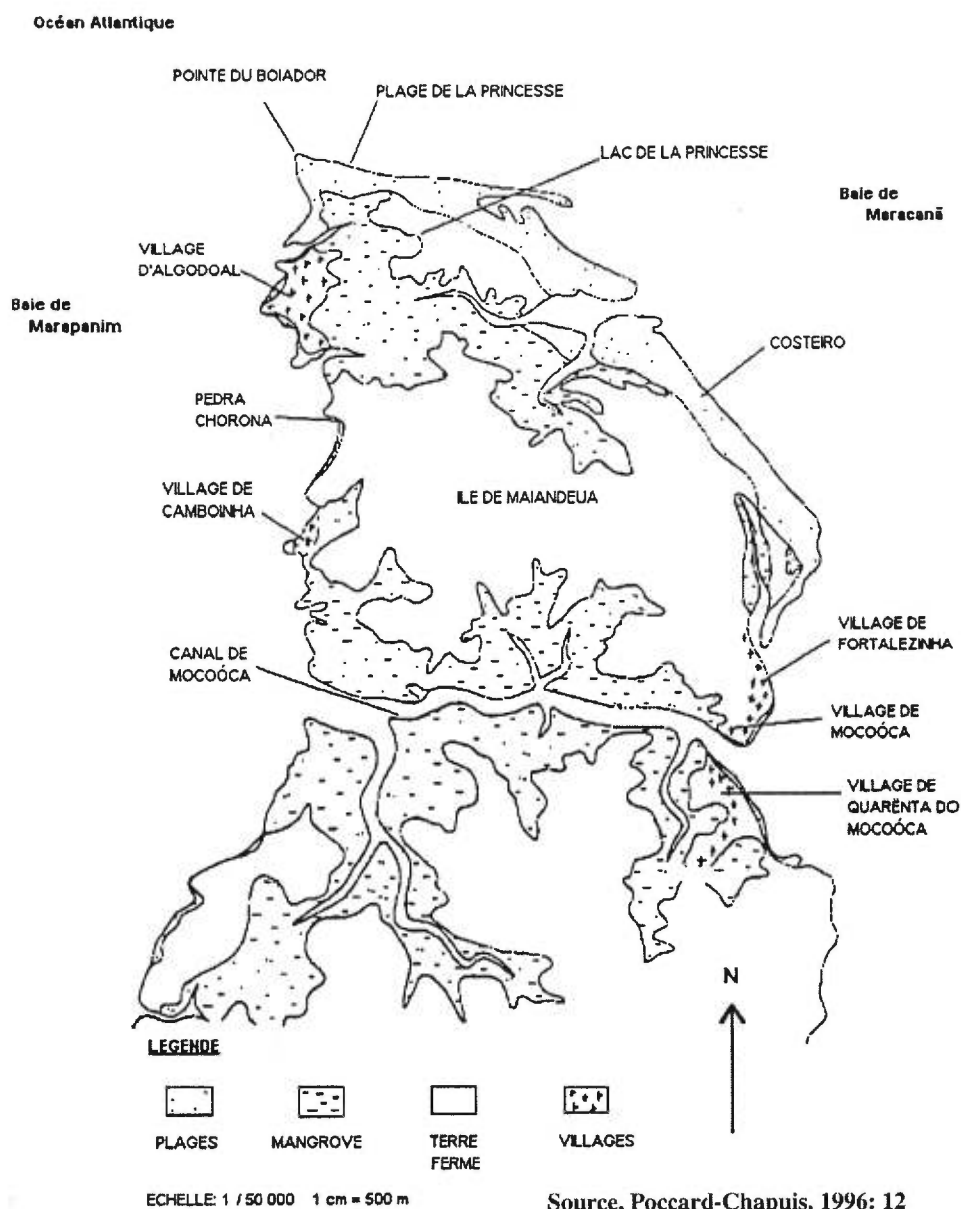 Océan Atlantique
POINTE DU BOIADOR
PLAGE DE LA PRINCESSE
LAC DE LA PRINCESSE
Baie de
Maracanã
VILLAGE
D'ALGODOAL
Baie de
Marapanim
COSTEIRO
PEDRA
CHORONA
VILLAGE DE
CAMBOINHA
ILE DE MAIANDEUA
VILLAGE DE
FORTALEZINHA
CANAL DE
MOCOÓCA
VILLAGE DE
MOCOÓCA
VILLAGE DE
QUARËNTA DO
MOCOÓCA
N
LEGENDE
PLAGES
MANGROVE
TERRE
FERME
VILLAGES
ECHELLE: 1 / 50 000 1 cm = 500 m
Source. Poccard-Chapuis. 1996: 12